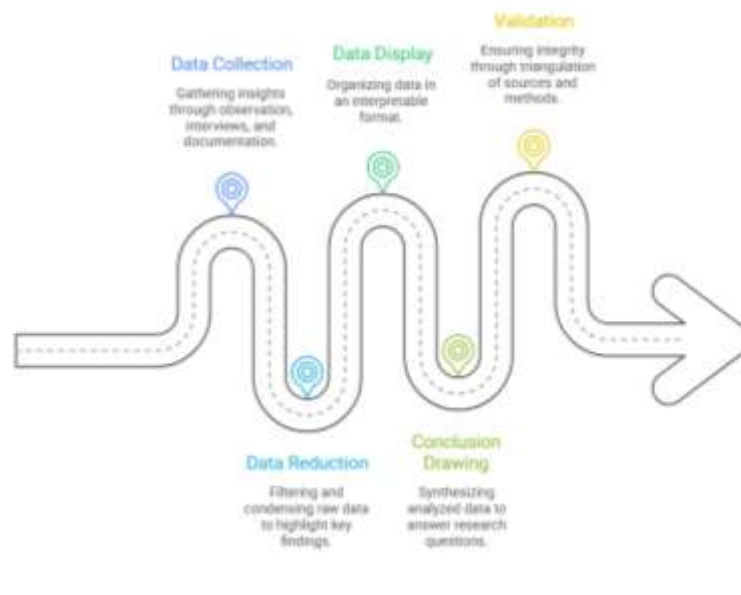 Data Collection
Gathering insights
through observation,
interviews, and
documentation.
Data Reduction
Filtering and
condensing raw data
to highlight key
findings.
Data Display
Organizing data in
an interpretable
format.
Conclusion
Drawing
Synthesizing
analyzed data to
answer research
questions.
Validation
Ensuring integrity
through triangulation
of sources and
methods.